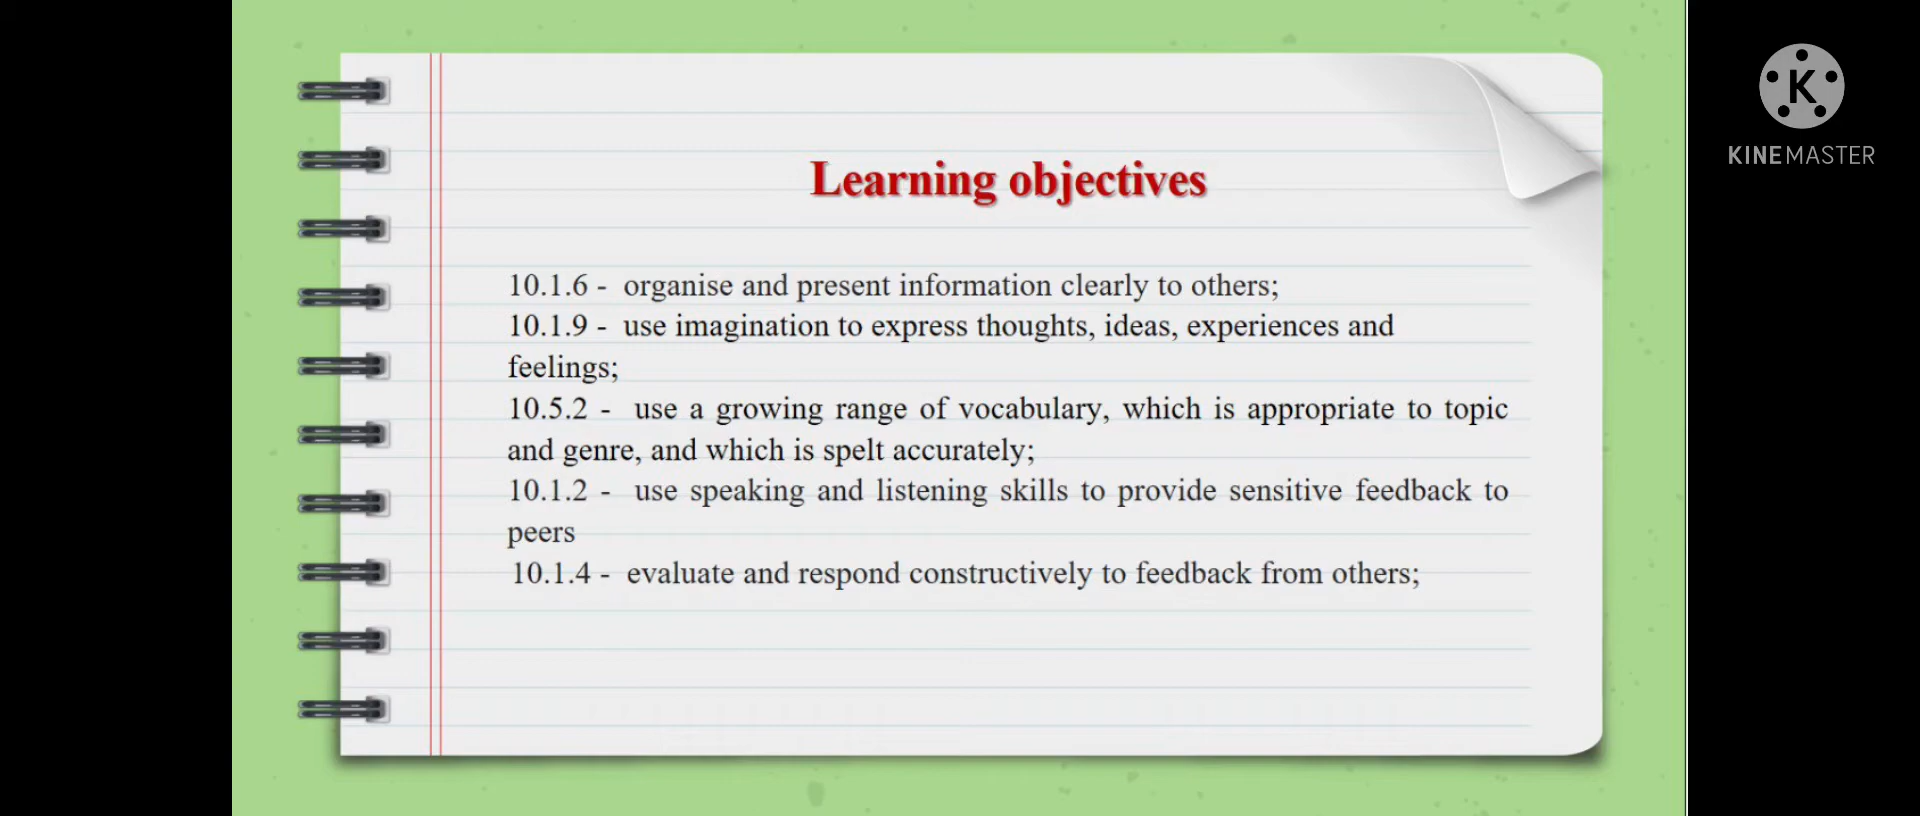 Learning objectives
10.1.6 - organise and present information clearly to others;
10.1.9 - use imagination to express thoughts, ideas, experiences and
feelings;
10.5.2 - use a growing range of vocabulary, which is appropriate to topic
and genre, and which is spelt accurately;
10.1.2 - use speaking and listening skills to provide sensitive feedback to
peers
10.1.4 - evaluate and respond constructively to feedback from others;
K
KINEMASTER